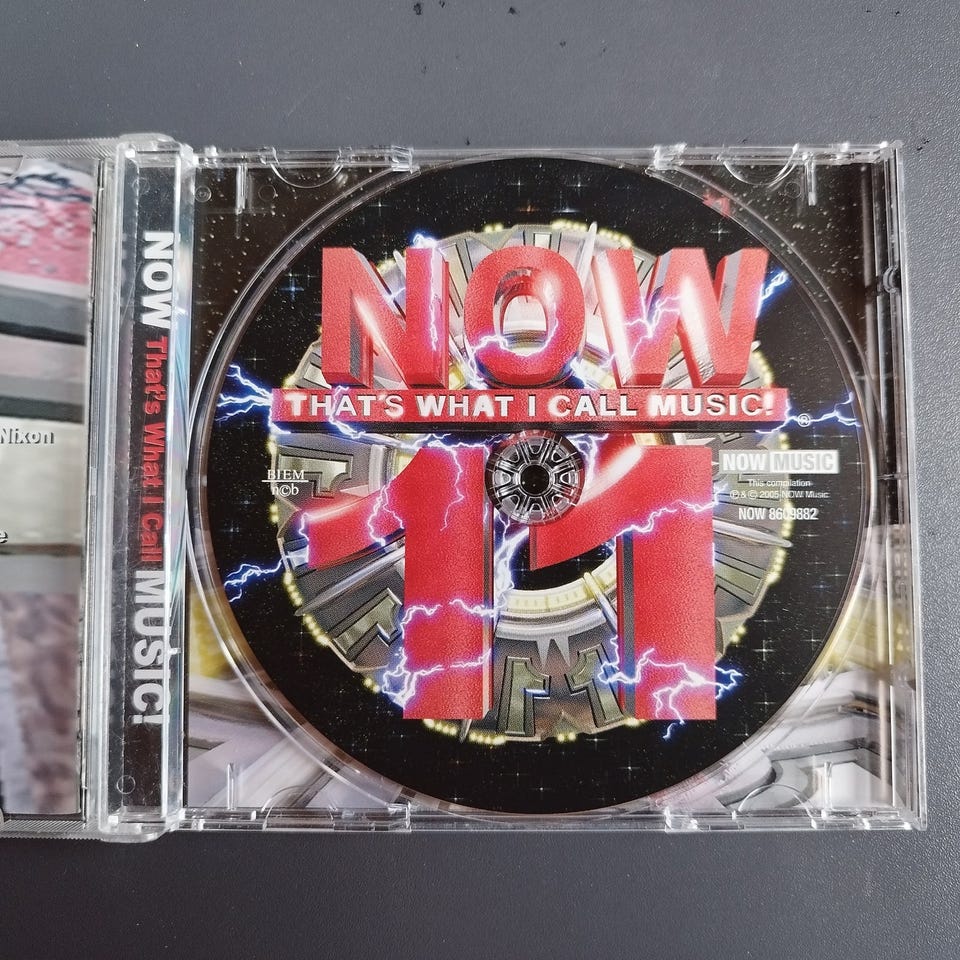 Nixon
NOW That's What I Call MUSIC!
NOW
THAT'S WHAT I CALL MUSIC!
®
11
BIEM
n©b
NOW MUSIC
This compilation
℗ & © 2005 NOW Music
NOW 8609882